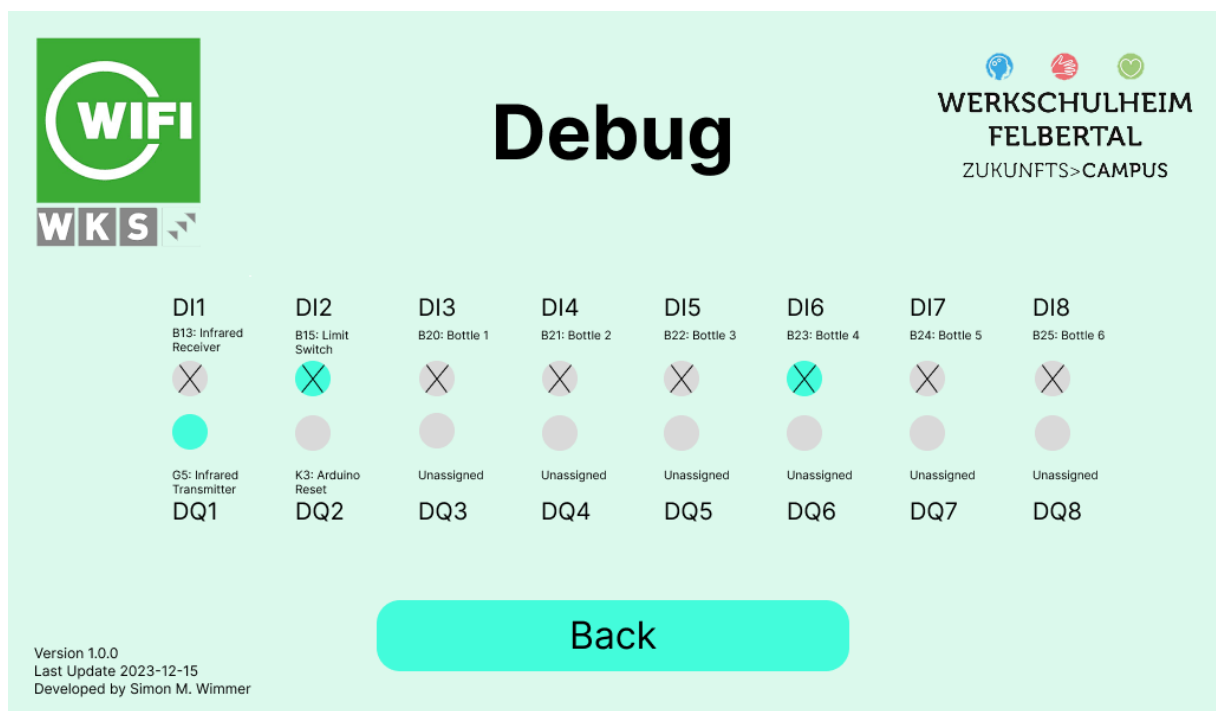 WIFI
WKS
Debug
WERKSCHULHEIM
FELBERTAL
ZUKUNFTS>CAMPUS
DI1 DI2 DI3 DI4 DI5 DI6 DI7 DI8
B13: Infrared Receiver B15: Limit Switch B20: Bottle 1 B21: Bottle 2 B22: Bottle 3 B23: Bottle 4 B24: Bottle 5 B25: Bottle 6
X X X X X X X X
G5: Infrared Transmitter K3: Arduino Reset Unassigned Unassigned Unassigned Unassigned Unassigned Unassigned
DQ1 DQ2 DQ3 DQ4 DQ5 DQ6 DQ7 DQ8
Back
Version 1.0.0
Last Update 2023-12-15
Developed by Simon M. Wimmer